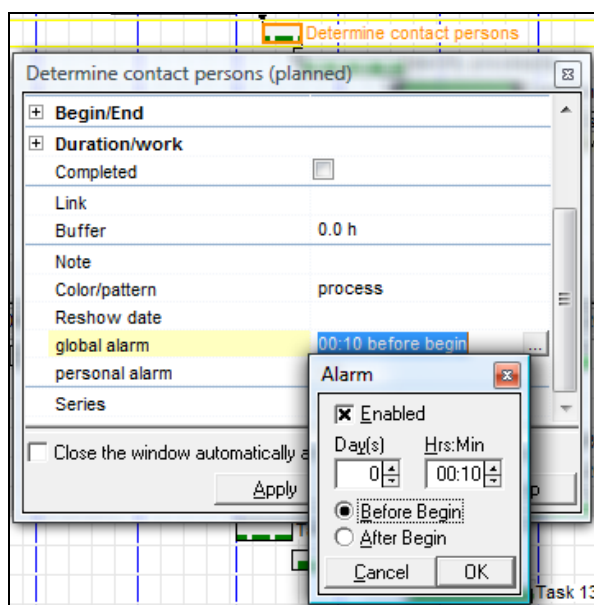 Determine contact persons
Determine contact persons (planned)
Begin/End
Duration/work
Completed
Link
Buffer 0.0 h
Note
Color/pattern process
Reshow date
global alarm 00:10 before begin ...
personal alarm
Series
Close the window automatically a
Apply p
Alarm
Enabled
Day(s) Hrs:Min
0 00:10
Before Begin
After Begin
Cancel OK
Task 13